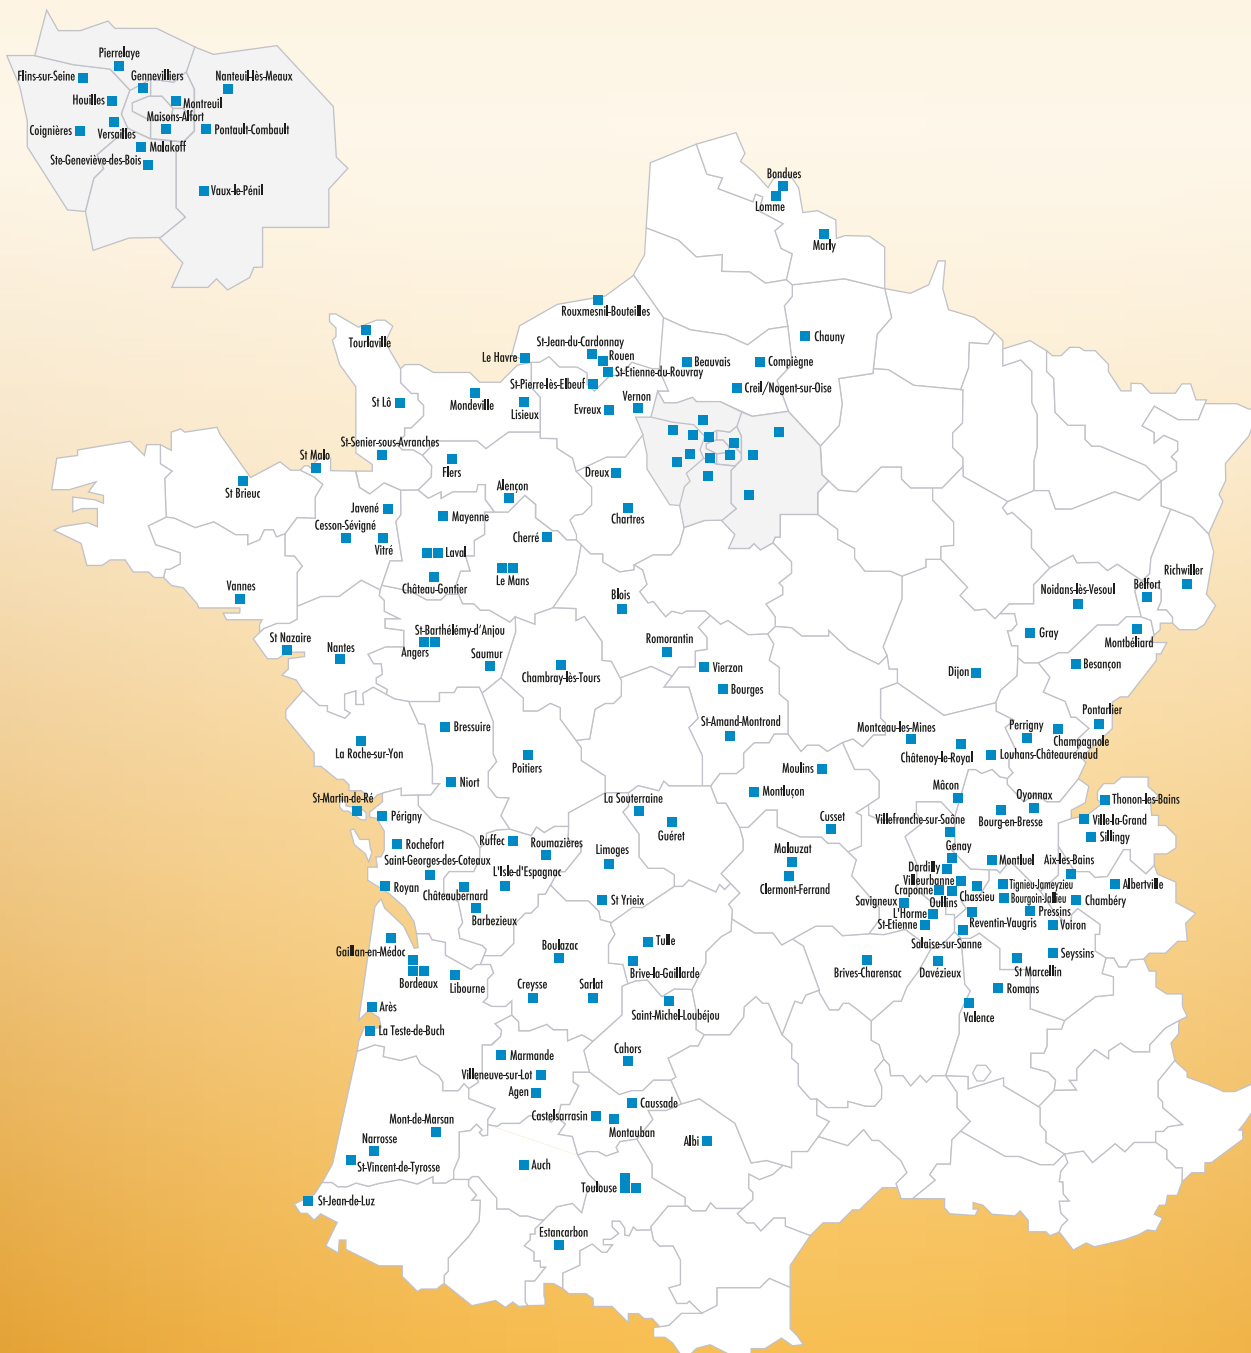 Pierrelaye
Flins-sur-Seine
Gennevilliers
Nanteuil-lès-Meaux
Houilles
Montreuil
Maisons-Alfort
Coignières
Versailles
Pontault-Combault
Malakoff
Ste-Geneviève-des-Bois
Vaux-le-Pénil
Bondues
Lomme
Marly
Rouxmesnil-Bouteilles
Tourlaville
St-Jean-du-Cardonnay
Chauny
Le Havre
Rouen
Beauvais
Compiègne
St-Etienne-du-Rouvray
St-Pierre-lès-Elbeuf
Creil/Nogent-sur-Oise
Vernon
St Lô
Mondeville
Lisieux
Evreux
St-Senier-sous-Avranches
St Malo
Flers
Dreux
St Brieuc
Alençon
Javené
Mayenne
Chartres
Cesson-Sévigné
Vitré
Cherré
Laval
Le Mans
Château-Gontier
Richwiller
Belfort
Noidans-lès-Vesoul
Vannes
Blois
St-Barthélémy-d'Anjou
Gray
Montbéliard
St Nazaire
Nantes
Angers
Saumur
Romorantin
Chambray-lès-Tours
Vierzon
Besançon
Dijon
Bourges
Pontarlier
St-Amand-Montrond
Montceau-les-Mines
Perrigny
Bressuire
Champagnole
La Roche-sur-Yon
Châtenoy-le-Royal
Louhans-Châteaurenaud
Poitiers
Moulins
Niort
Montluçon
Mâcon
Oyonnax
St-Martin-de-Ré
La Souterraine
Thonon-les-Bains
Périgny
Guéret
Cusset
Villefranche-sur-Saône
Bourg-en-Bresse
Ville-la-Grand
Sillingy
Rochefort
Ruffec
Roumazières
Limoges
Malauzat
Genay
Saint-Georges-des-Coteaux
L'Isle-d'Espagnac
Dardilly
Montluel
Aix-les-Bains
Royan
Châteaubernard
Clermont-Ferrand
Villeurbanne
Tignieu-Jameyzieu
Albertville
Craponne
Chassieu
Bourgoin-Jallieu
Chambéry
St Yrieix
Savigneux
Oullins
Barbezieux
L'Horme
Pressins
St-Etienne
Reventin-Vaugris
Voiron
Gaillan-en-Médoc
Boulazac
Tulle
Salaise-sur-Sanne
Seyssins
Brive-la-Gaillarde
Brives-Charensac
Davézieux
St Marcellin
Bordeaux
Libourne
Creysse
Sarlat
Romans
Arès
Saint-Michel-Loubéjou
Valence
La Teste-de-Buch
Cahors
Marmande
Villeneuve-sur-Lot
Agen
Caussade
Castelsarrasin
Mont-de-Marsan
Montauban
Albi
Narrosse
St-Vincent-de-Tyrosse
Auch
Toulouse
St-Jean-de-Luz
Estancarbon